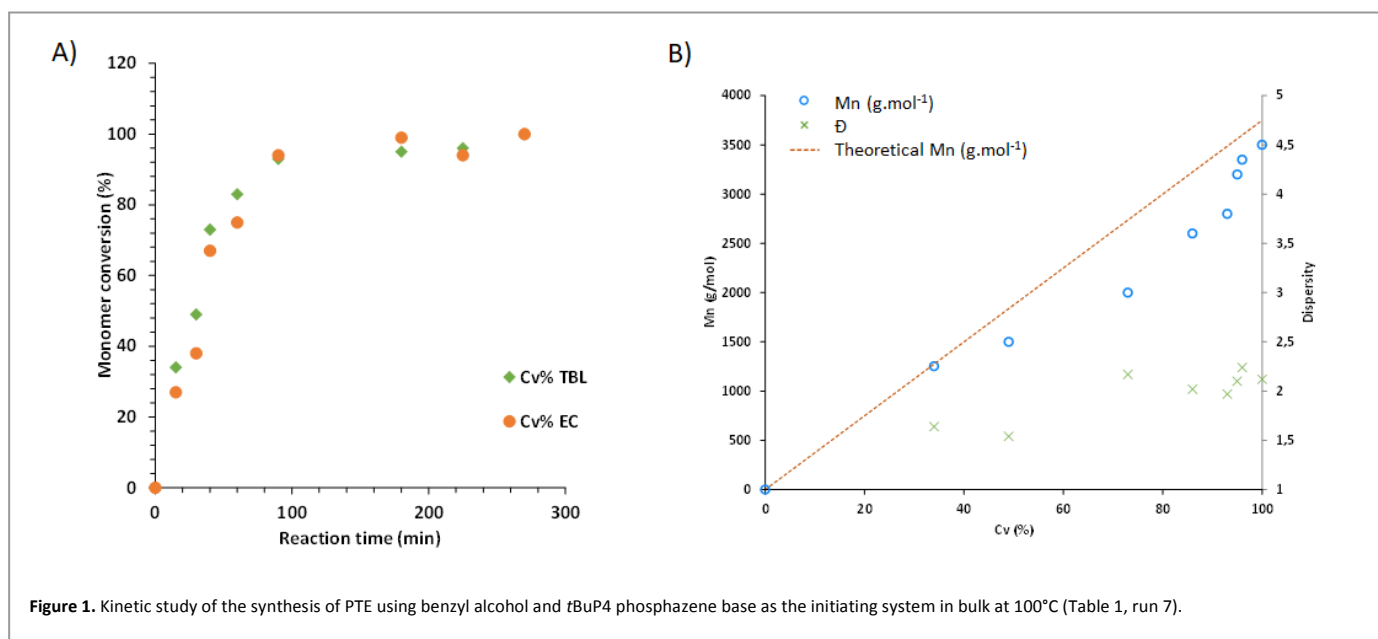 A)
120
100
80
60
40
20
0
0
100
200
300
Monomer conversion (%)
Reaction time (min)
Cv% TBL
Cv% EC
B)
Mn (g.mol-1)
Đ
Theoretical Mn (g.mol-1)
4000
3500
3000
2500
2000
1500
1000
500
0
Mn (g/mol)
0
20
40
60
80
100
Cv (%)
5
4,5
4
3,5
3
2,5
2
1,5
1
Dispersity
Figure 1. Kinetic study of the synthesis of PTE using benzyl alcohol and tBuP4 phosphazene base as the initiating system in bulk at 100°C (Table 1, run 7).